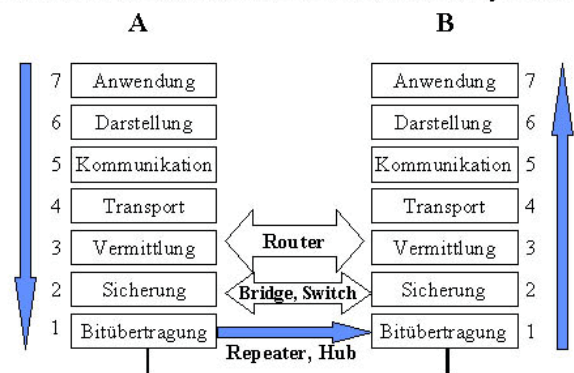 A B
7 Anwendung Anwendung 7
6 Darstellung Darstellung 6
5 Kommunikation Kommunikation 5
4 Transport Transport 4
Router
3 Vermittlung Vermittlung 3
2 Sicherung Bridge, Switch Sicherung 2
1 Bitübertragung Bitübertragung 1
Repeater, Hub